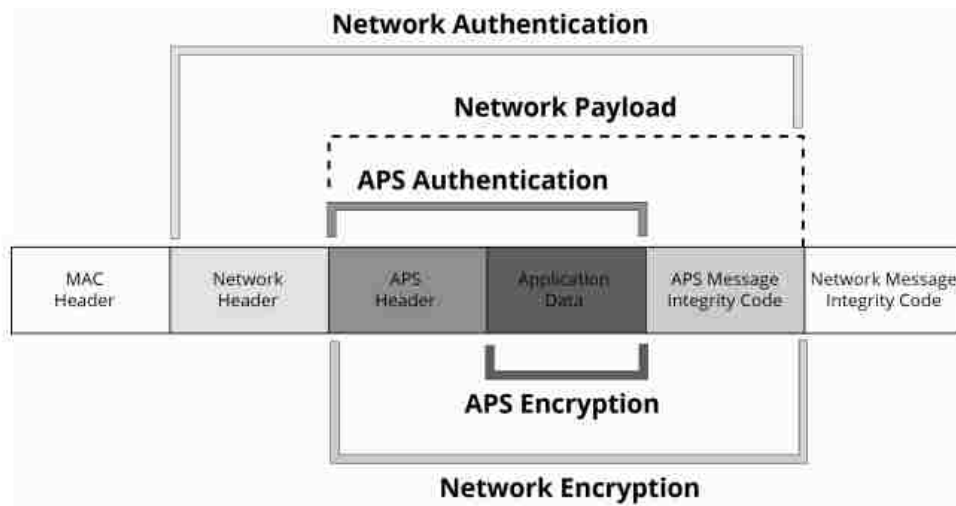 Network Authentication
Network Payload
APS Authentication
MAC
Header
Network
Header
APS
Header
Application
Data
APS Message
Integrity Code
Network Message
Integrity Code
APS Encryption
Network Encryption